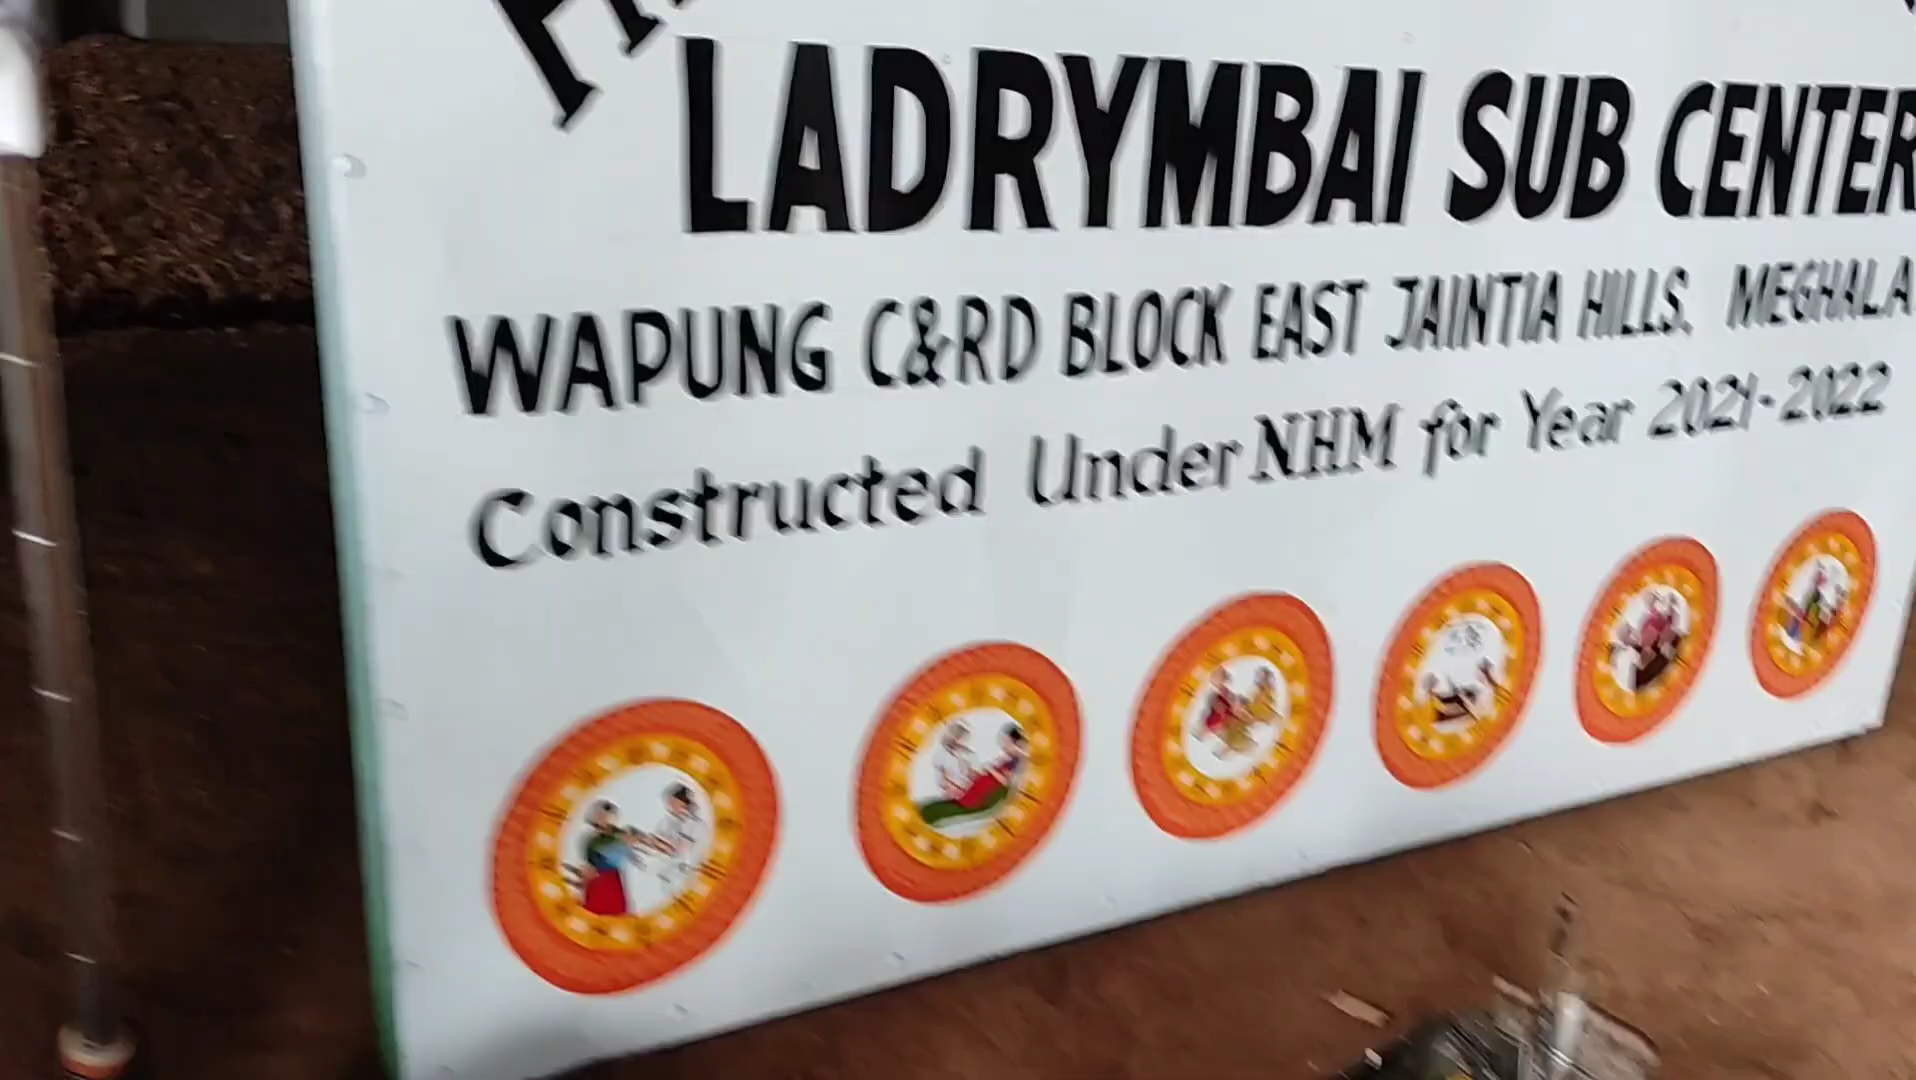 LADRYMBAI SUB CENTER
WAPUNG C&RD BLOCK EAST JAINTIA HILLS. MEGHALA
Constructed Under NHM for Year 2021-2022